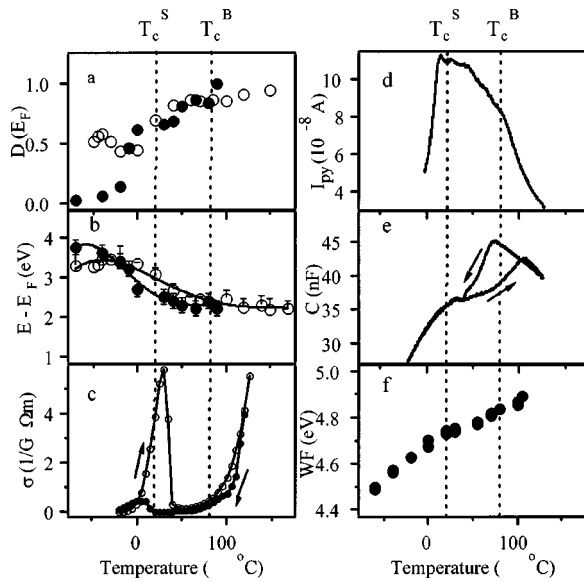 T_c^S T_c^B T_c^S T_c^B
a
D (E_F)
1.0
0.5
0.0
b
E - E_F (eV)
4
3
2
1
c
σ (1/G Ωm)
4
2
0
0 100
Temperature ( °C)
d
I_py (10^-8 A)
10
8
6
4
e
C (nF)
45
40
35
f
WF (eV)
5.0
4.8
4.6
4.4
0 100
Temperature ( °C)